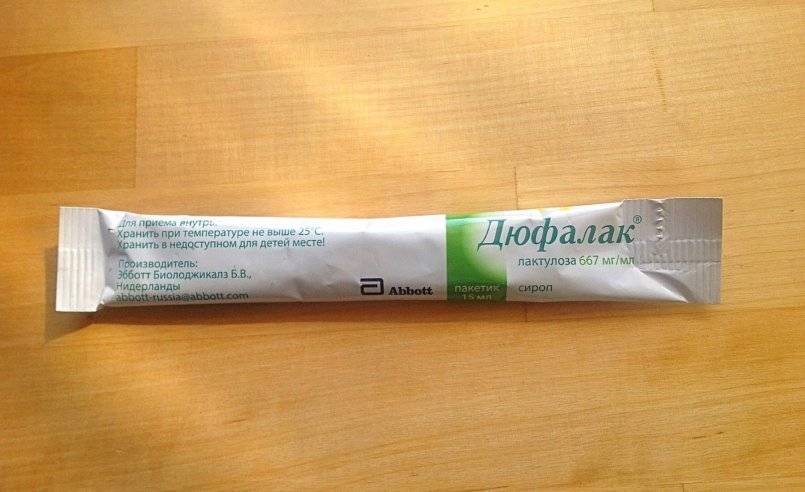 Для приема внутрь.
Хранить при температуре не выше 25°C.
Хранить в недоступном для детей месте!
Производитель:
Эбботт Биолоджикалз Б.В.,
Нидерланды
abbott-russia@abbott.com
Abbott
пакетик
15 мл
Дюфалак®
лактулоза 667 мг/мл
сироп